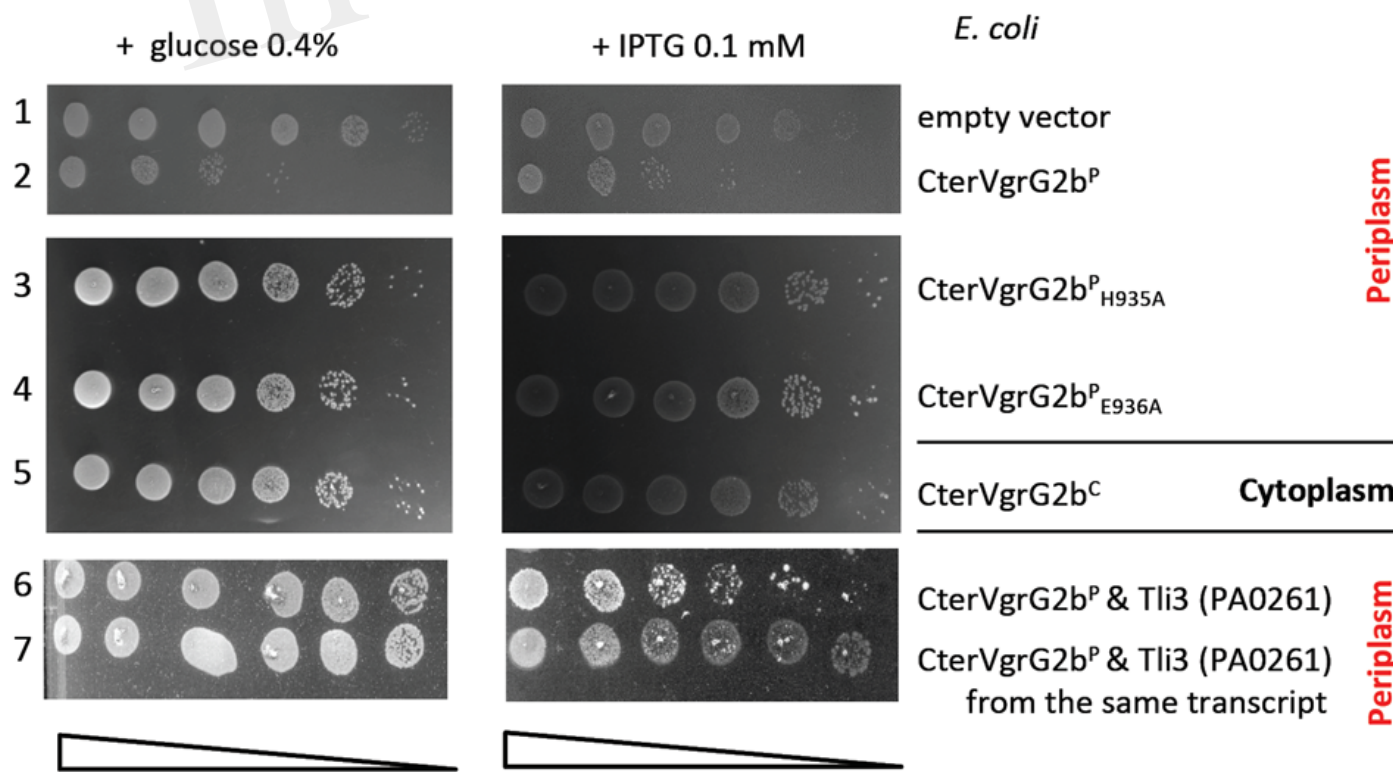 + glucose 0.4% + IPTG 0.1 mM E. coli
1 empty vector
2 CterVgrG2bᴾ
Periplasm
3 CterVgrG2bᴾH935A
4 CterVgrG2bᴾE936A
5 CterVgrG2bᶜ Cytoplasm
6 CterVgrG2bᴾ & Tli3 (PA0261)
7 CterVgrG2bᴾ & Tli3 (PA0261)
from the same transcript
Periplasm